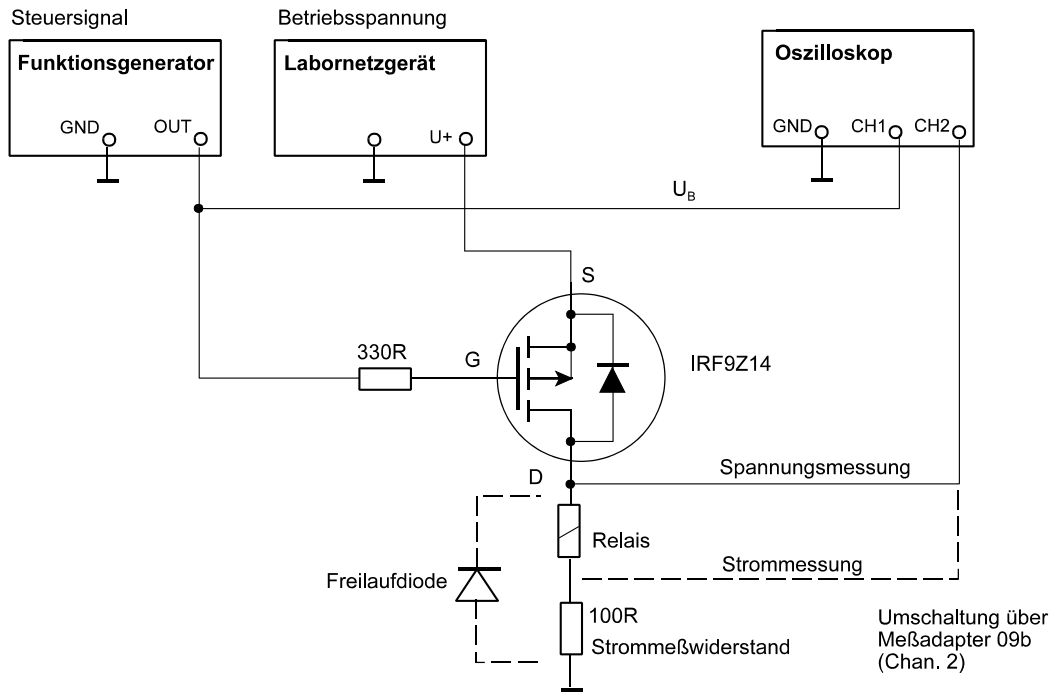 Steuersignal
Betriebsspannung
Funktionsgenerator
Labornetzgerät
Oszilloskop
GND
OUT
U+
GND
CH1
CH2
U_B
S
330R
G
IRF9Z14
D
Spannungsmessung
Relais
Strommessung
Freilaufdiode
100R
Strommeßwiderstand
Umschaltung über
Meßadapter 09b
(Chan. 2)